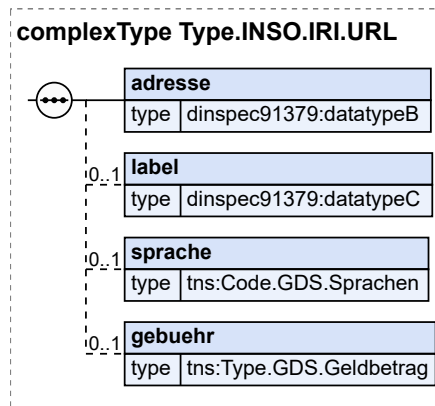 complexType Type.INSO.IRI.URL
adresse
type dinspec91379:datatypeB
0..1 label
type dinspec91379:datatypeC
0..1 sprache
type tns:Code.GDS.Sprachen
0..1 gebuehr
type tns:Type.GDS.Geldbetrag